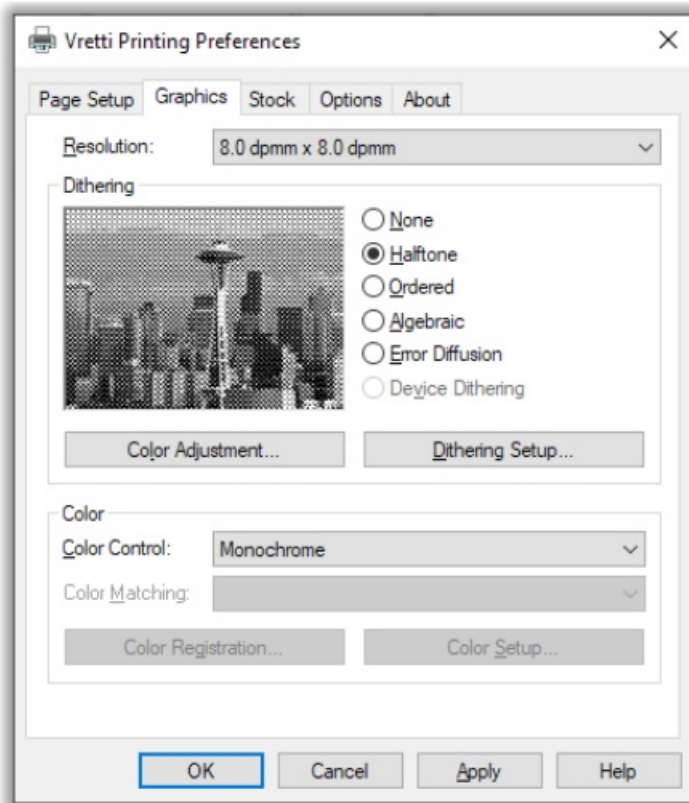 Vretti Printing Preferences
Page Setup Graphics Stock Options About
Resolution: 8.0 dpmm x 8.0 dpmm
Dithering
None
Halftone
Ordered
Algebraic
Error Diffusion
Device Dithering
Color Adjustment... Dithering Setup...
Color
Color Control: Monochrome
Color Matching:
Color Registration... Color Setup...
OK Cancel Apply Help